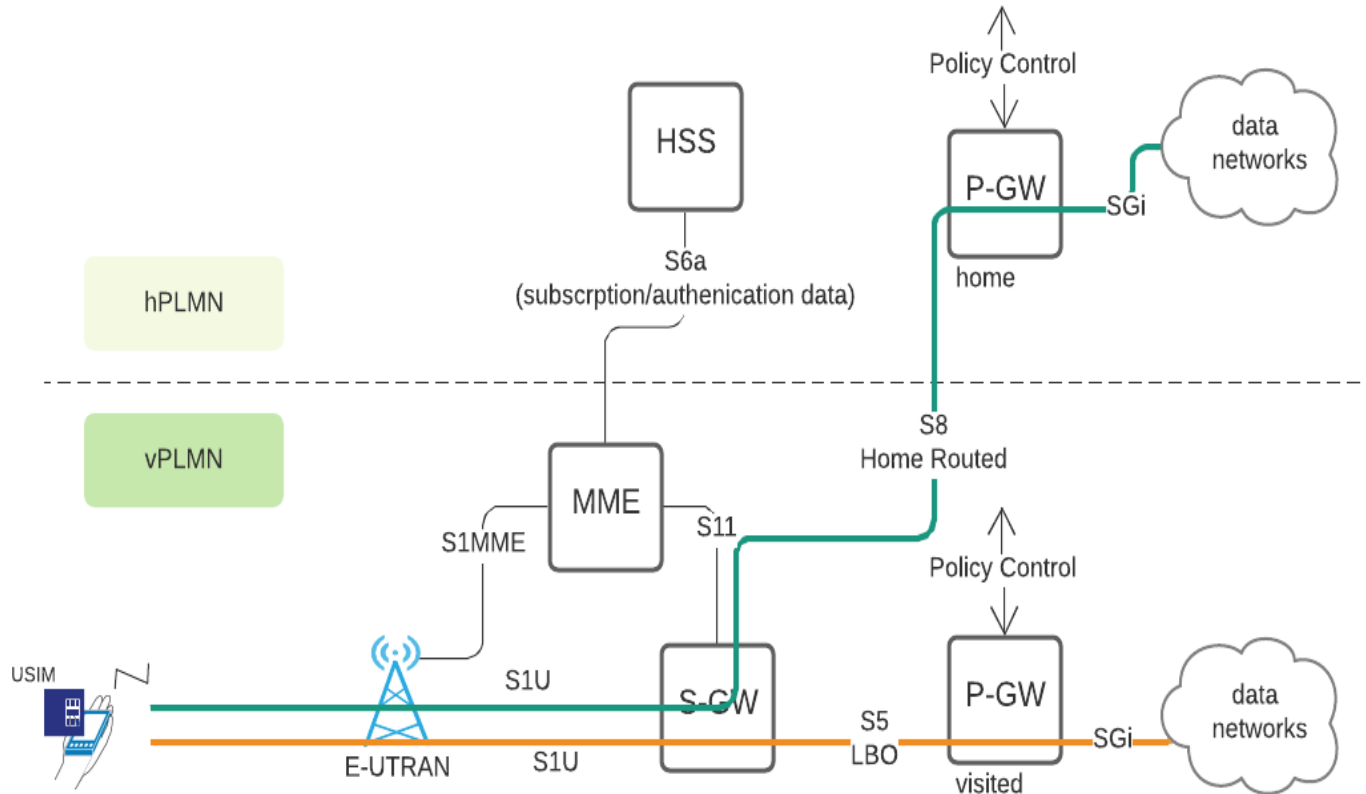 Policy Control
HSS
P-GW
data
networks
SGi
S6a
(subscrption/authenication data)
home
hPLMN
vPLMN
S8
Home Routed
MME
S1MME
S11
Policy Control
USIM
S1U
S-GW
P-GW
data
networks
S5
LBO
SGi
E-UTRAN
S1U
visited